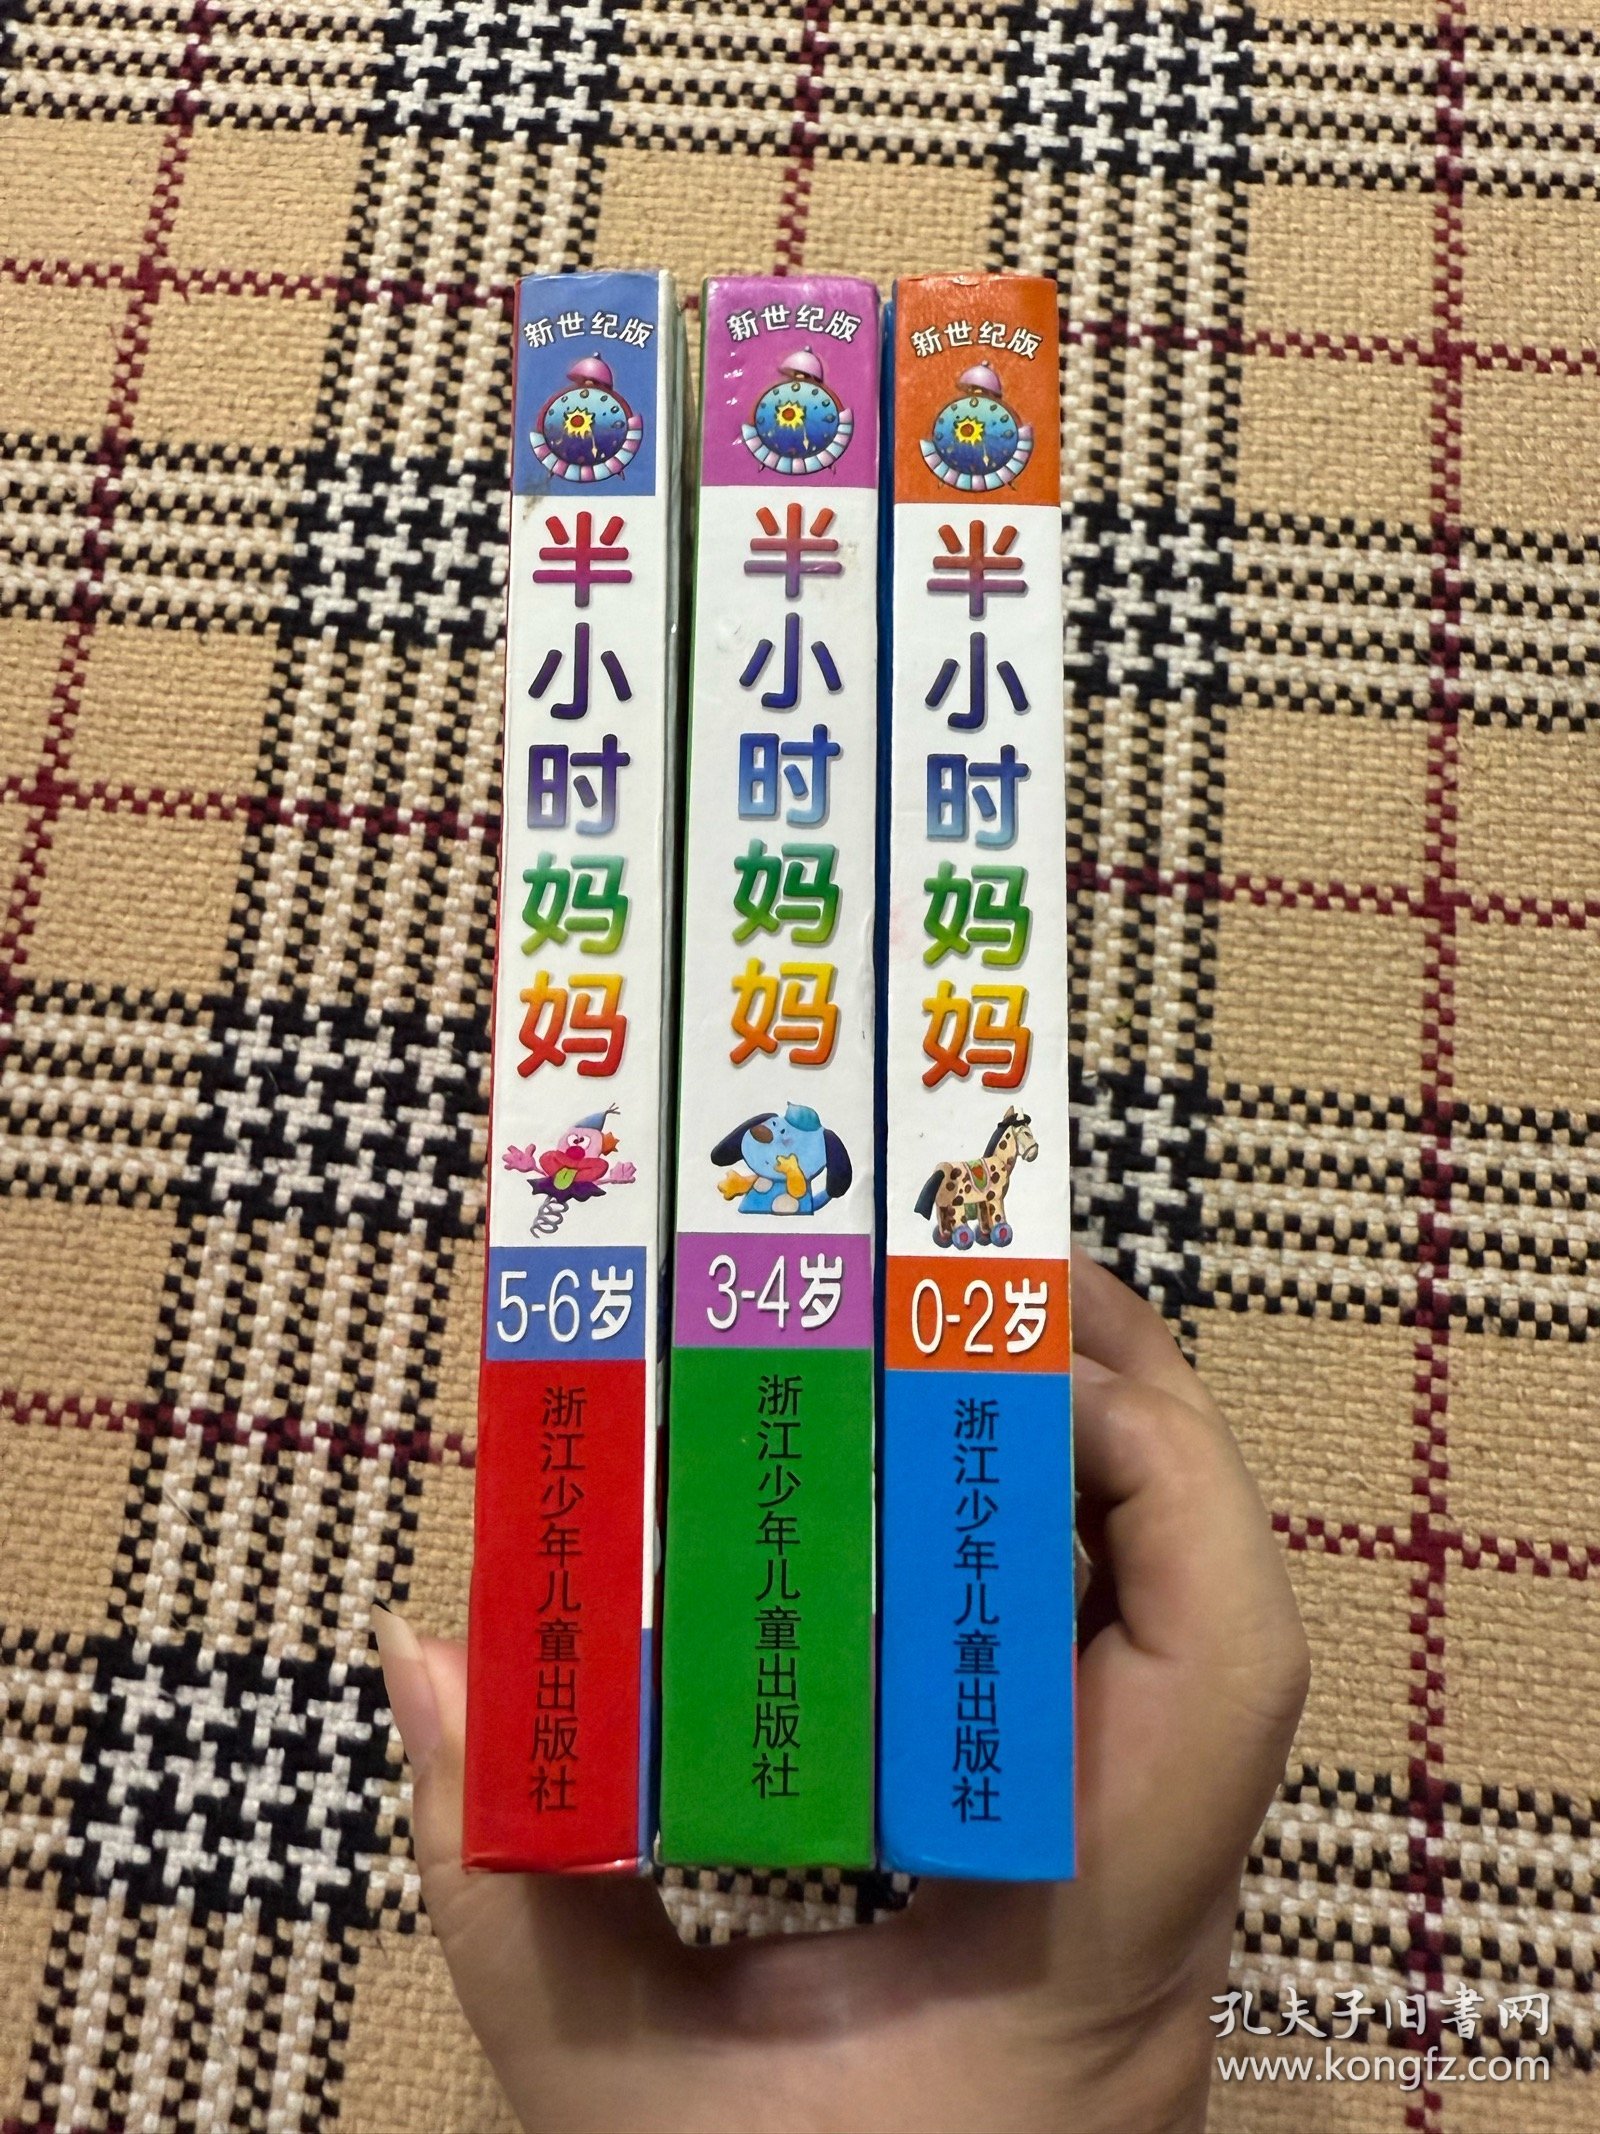 新世纪版
半小时妈妈
5-6岁
浙江少年儿童出版社
新世纪版
半小时妈妈
3-4岁
浙江少年儿童出版社
新世纪版
半小时妈妈
0-2岁
浙江少年儿童出版社
孔夫子旧书网
www.kongfz.com